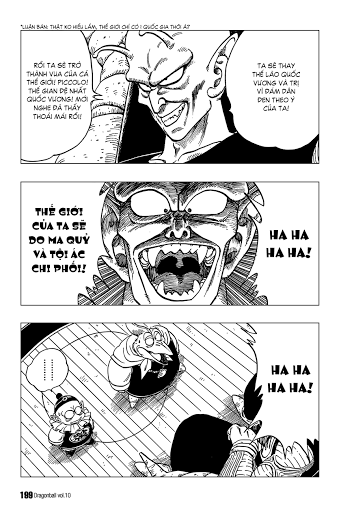 *LUÂN BÀN: THẬT XO HIỂU LẮM, THẾ GIỚI CHỈ CÓ 1 QUỐC GIA THÔI ÁT
RỒI TA SẼ TRỞ
THÀNH VUA CỦA CẢ
THẾ GIỚI! PICCOLO!
THẾ GIAN ĐỆ NHẤT
QUỐC VƯƠNG! MỚI
NGHE ĐÃ THẤY
THOẢI MÁI RỒI!
TA SẼ THAY
THẾ LÃO QUỐC
VƯƠNG VÀ TRỊ
VÌ ĐÁM DÂN
ĐEN THEO Ý
CỦA TA!
THẾ GIỚI
CỦA TA SẼ
DO MA QUỶ
VÀ TỘI ÁC
CHI PHỐI!
HA HA
HA HA!
HA HA
HA HA!
199 Dragonball vol.10